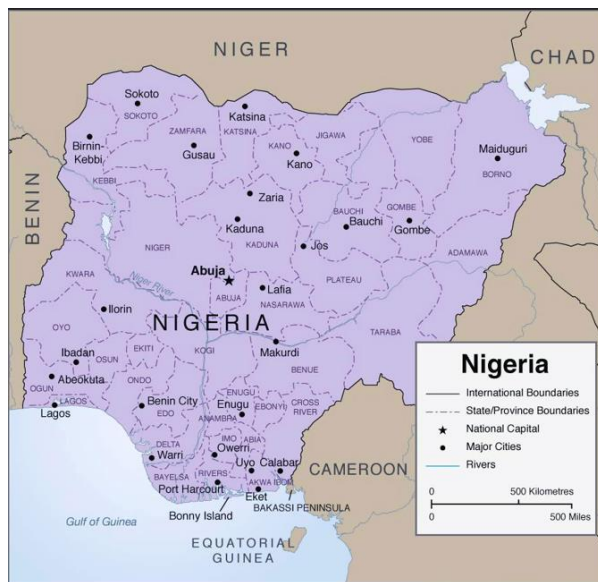 NIGER
CHAD
BENIN
Sokoto
SOKOTO
Katsina
KATSINA
ZAMFARA
Gusau
Birnin-
Kebbi
KEBBI
KANO
Kano
JIGAWA
YOBE
Maiduguri
BORNO
Zaria
Kaduna
KADUNA
BAUCHI
Bauchi
GOMBE
Gombe
Jos
NIGER
ADAMAWA
KWARA
Niger River
Abuja
ABUJA
Lafia
NASARAWA
PLATEAU
TARABA
Ilorin
NIGERIA
OYO
Ibadan
OSUN
EKITI
KOGI
Makurdi
BENUE
Abeokuta
OGUN
ONDO
LAGOS
Lagos
Benin City
EDO
ENUGU
Enugu
EBONYI
CROSS
RIVER
ANAMBRA
DELTA
Warri
IMO
Owerri
ABIA
Uyo
Calabar
BAYELSA
RIVERS
AKWA IBOM
Port Harcourt
Eket
Bonny Island
BAKASSI PENINSULA
CAMEROON
Gulf of Guinea
EQUATORIAL
GUINEA
Nigeria
International Boundaries
State/Province Boundaries
National Capital
Major Cities
Rivers
0 500 Kilometres
0 500 Miles